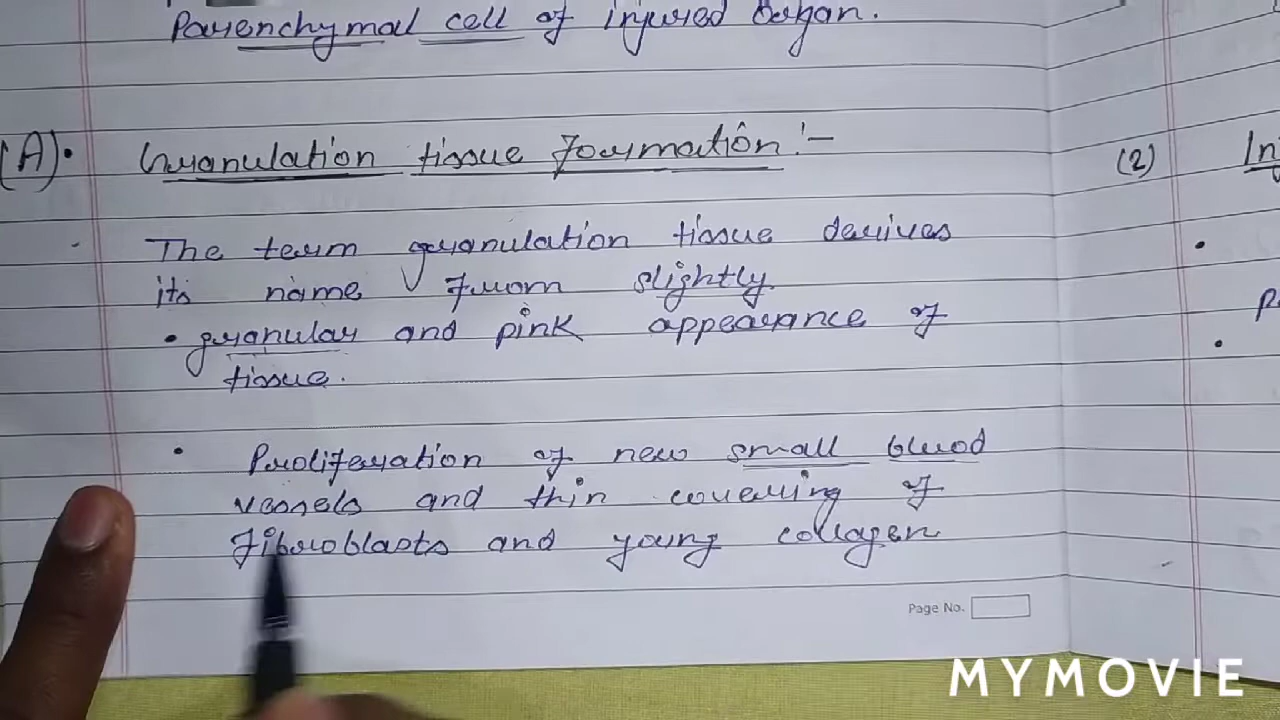 Parenchymal cell of injured organ.
(A)• Granulation tissue formation :-
The term granulation tissue derives
its name from slightly
• granular and pink appearance of
tissue.
• Proliferation of new small blood
vessels and thin covering of
fibroblasts and young collagen
Page No.
(2) In
P
MYMOVIE